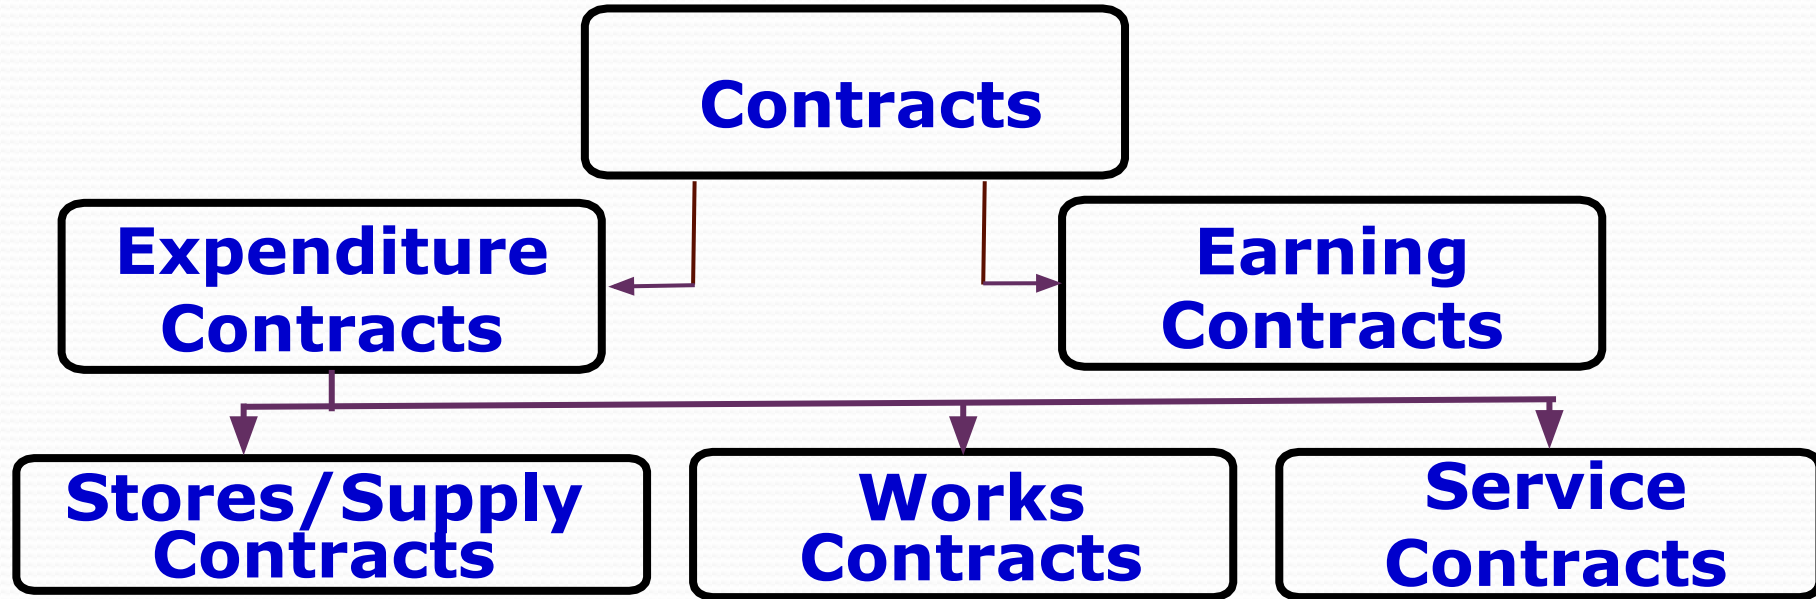 Contracts
Expenditure
Contracts
Earning
Contracts
Stores/Supply
Contracts
Works
Contracts
Service
Contracts